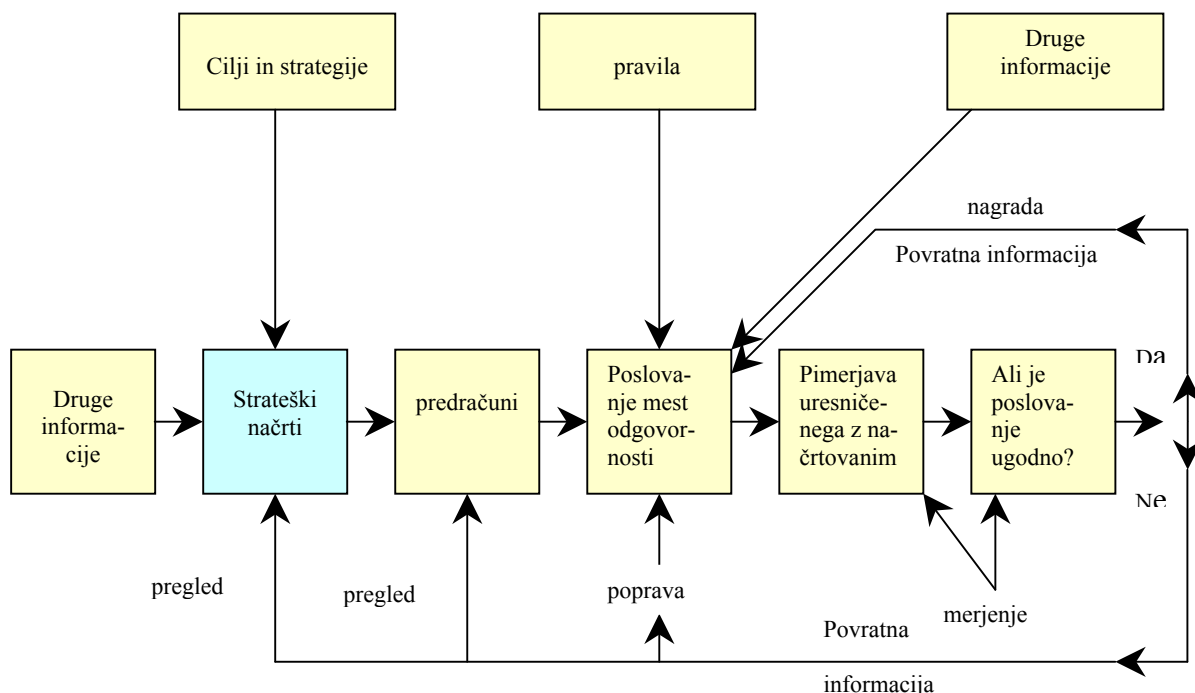 Cilji in strategije
pravila
Druge
informacije
nagrada
Povratna informacija
Druge
informa-
cije
Strateški
načrti
predračuni
Poslova-
nje mest
odgovor-
nosti
Pimerjava
uresniče-
nega z na-
črtovanim
Ali je
poslova-
nje
ugodno?
Da
Ne
pregled
pregled
poprava
merjenje
Povratna
informacija